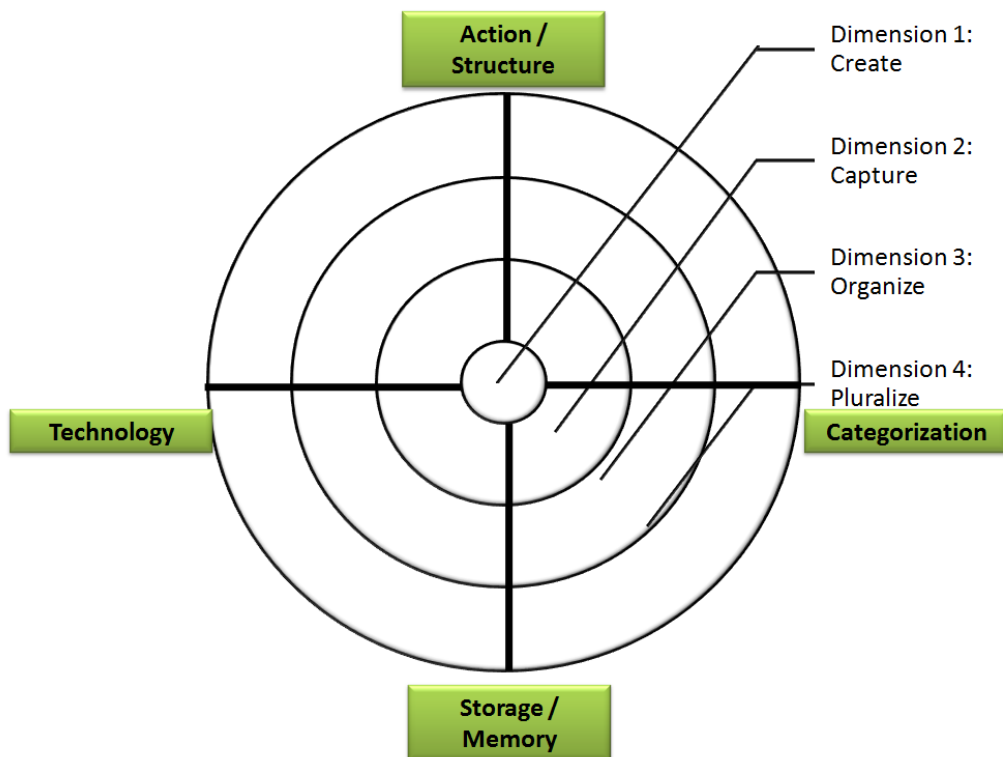 Action /
Structure
Dimension 1:
Create
Dimension 2:
Capture
Dimension 3:
Organize
Dimension 4:
Pluralize
Technology
Categorization
Storage /
Memory